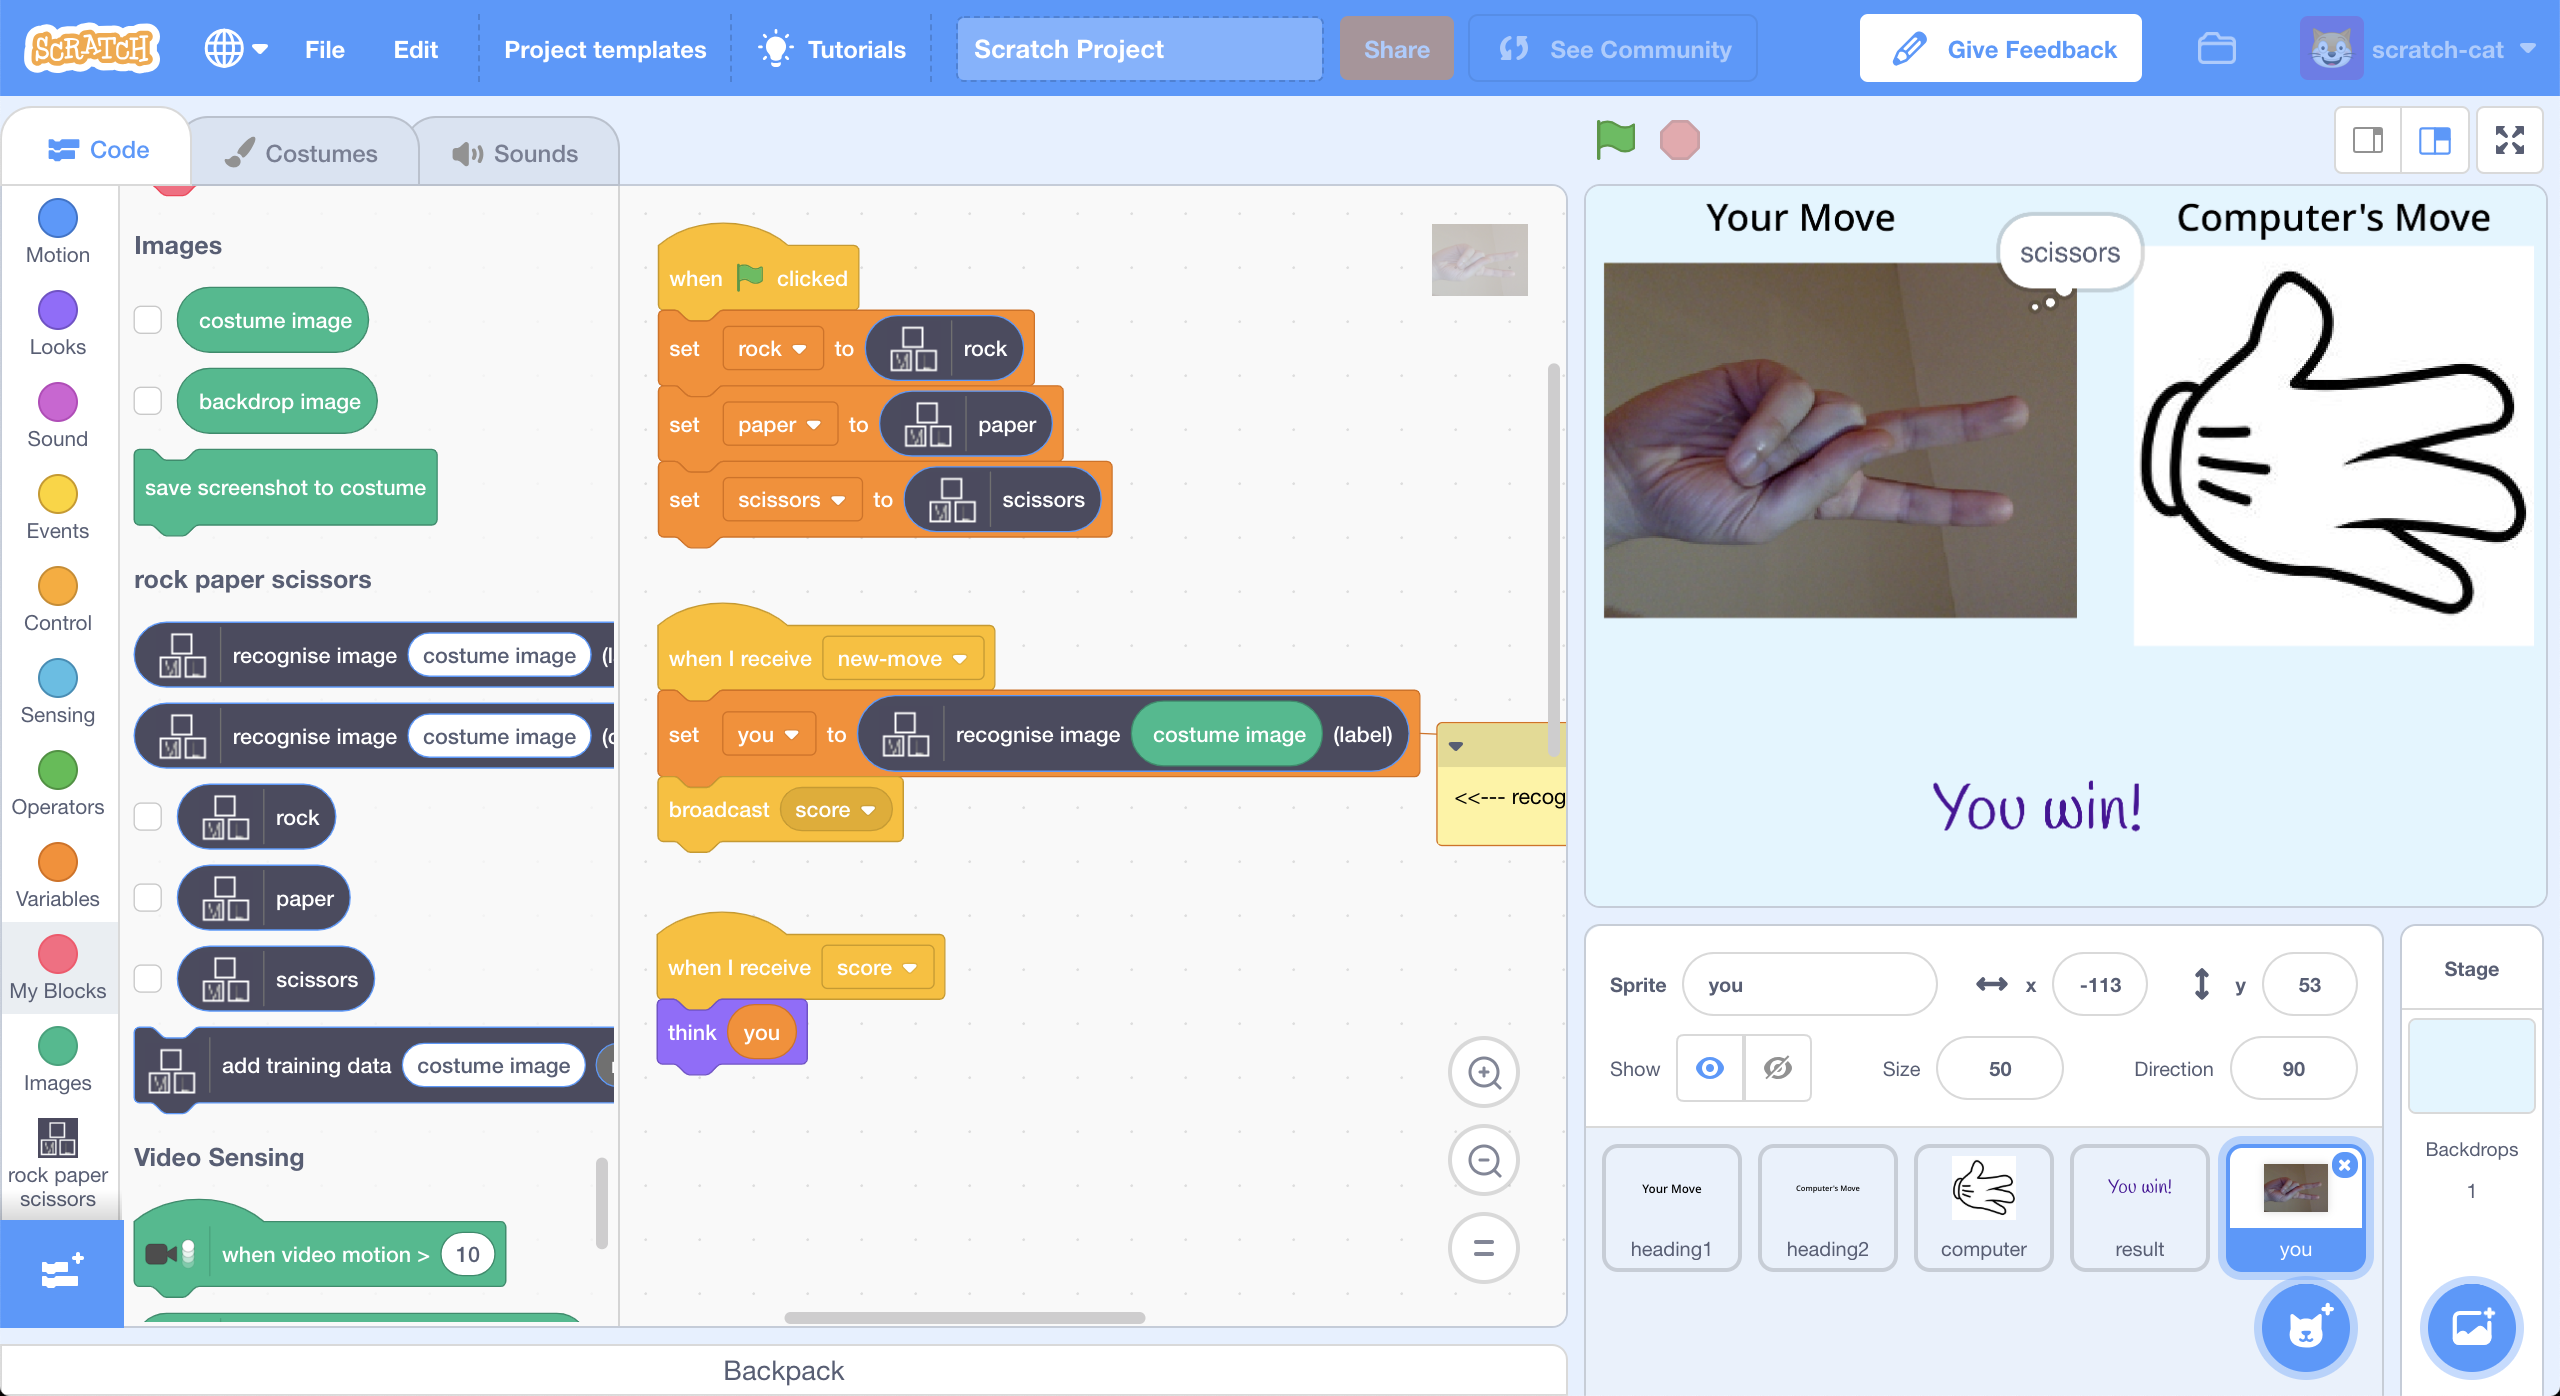 SCRATCH
File Edit Project templates Tutorials Scratch Project Share See Community Give Feedback scratch-cat
Code Costumes Sounds
Motion
Looks
Sound
Events
Control
Sensing
Operators
Variables
My Blocks
Images
rock paper
scissors
Images
costume image
backdrop image
save screenshot to costume
rock paper scissors
recognise image costume image (l
recognise image costume image
rock
paper
scissors
add training data costume image
Video Sensing
when video motion > 10
when clicked
set rock to rock
set paper to paper
set scissors to scissors
when I receive new-move
set you to recognise image costume image (label)
broadcast score
<<--- recog
when I receive score
think you
Backpack
Your Move
Computer's Move
scissors
You win!
Sprite you x -113 y 53
Show Size 50 Direction 90
Your Move
heading1
Computer's Move
heading2
computer
You win!
result
you
Stage
Backdrops
1